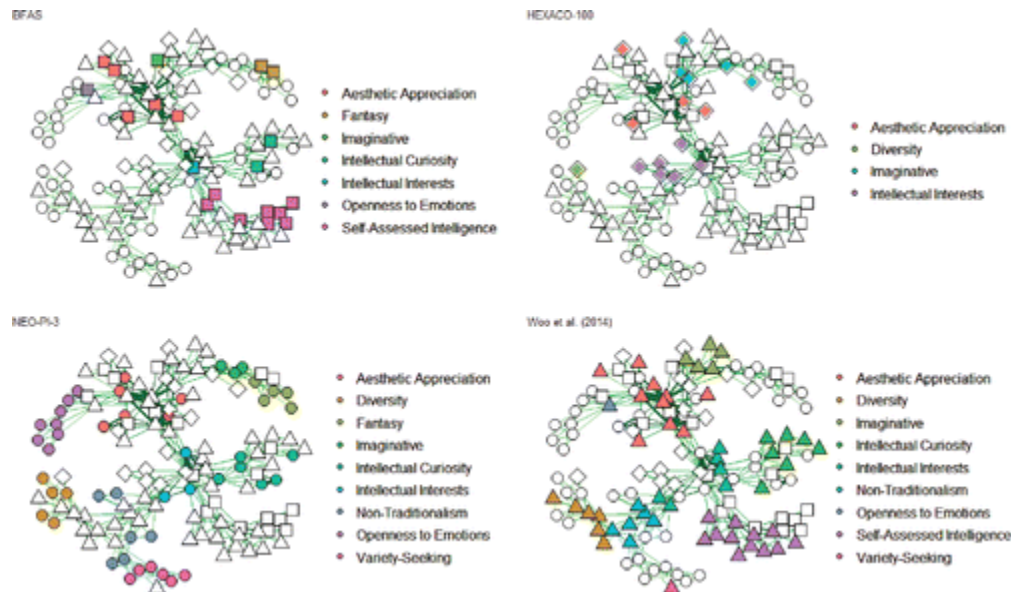 BFAS
Aesthetic Appreciation
Fantasy
Imaginative
Intellectual Curiosity
Intellectual Interests
Openness to Emotions
Self-Assessed Intelligence
HEXACO-100
Aesthetic Appreciation
Diversity
Imaginative
Intellectual Interests
NEO-PI-3
Aesthetic Appreciation
Diversity
Fantasy
Imaginative
Intellectual Curiosity
Intellectual Interests
Non-Traditionalism
Openness to Emotions
Variety-Seeking
Woo et al. (2014)
Aesthetic Appreciation
Diversity
Imaginative
Intellectual Curiosity
Intellectual Interests
Non-Traditionalism
Openness to Emotions
Self-Assessed Intelligence
Variety-Seeking